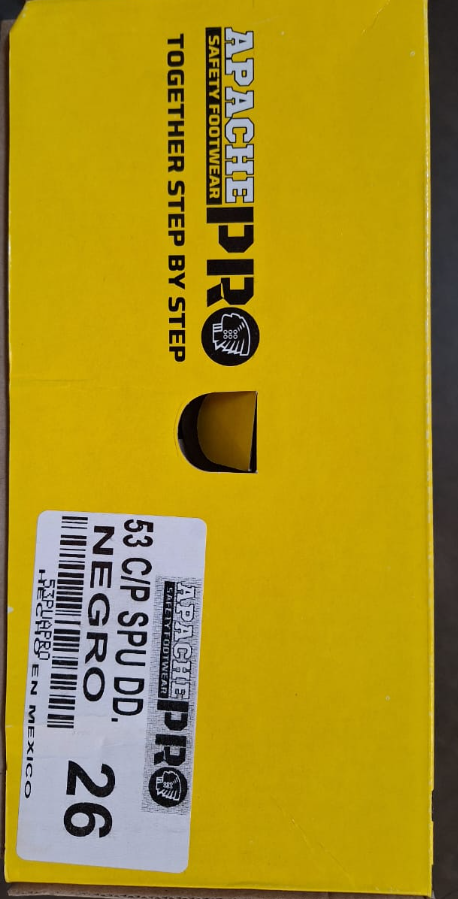 APACHE PRO
SAFETY FOOTWEAR
TOGETHER STEP BY STEP
APACHE PRO
SAFETY FOOTWEAR
53 C/P SPU DD.
NEGRO 26
HECHO EN MEXICO